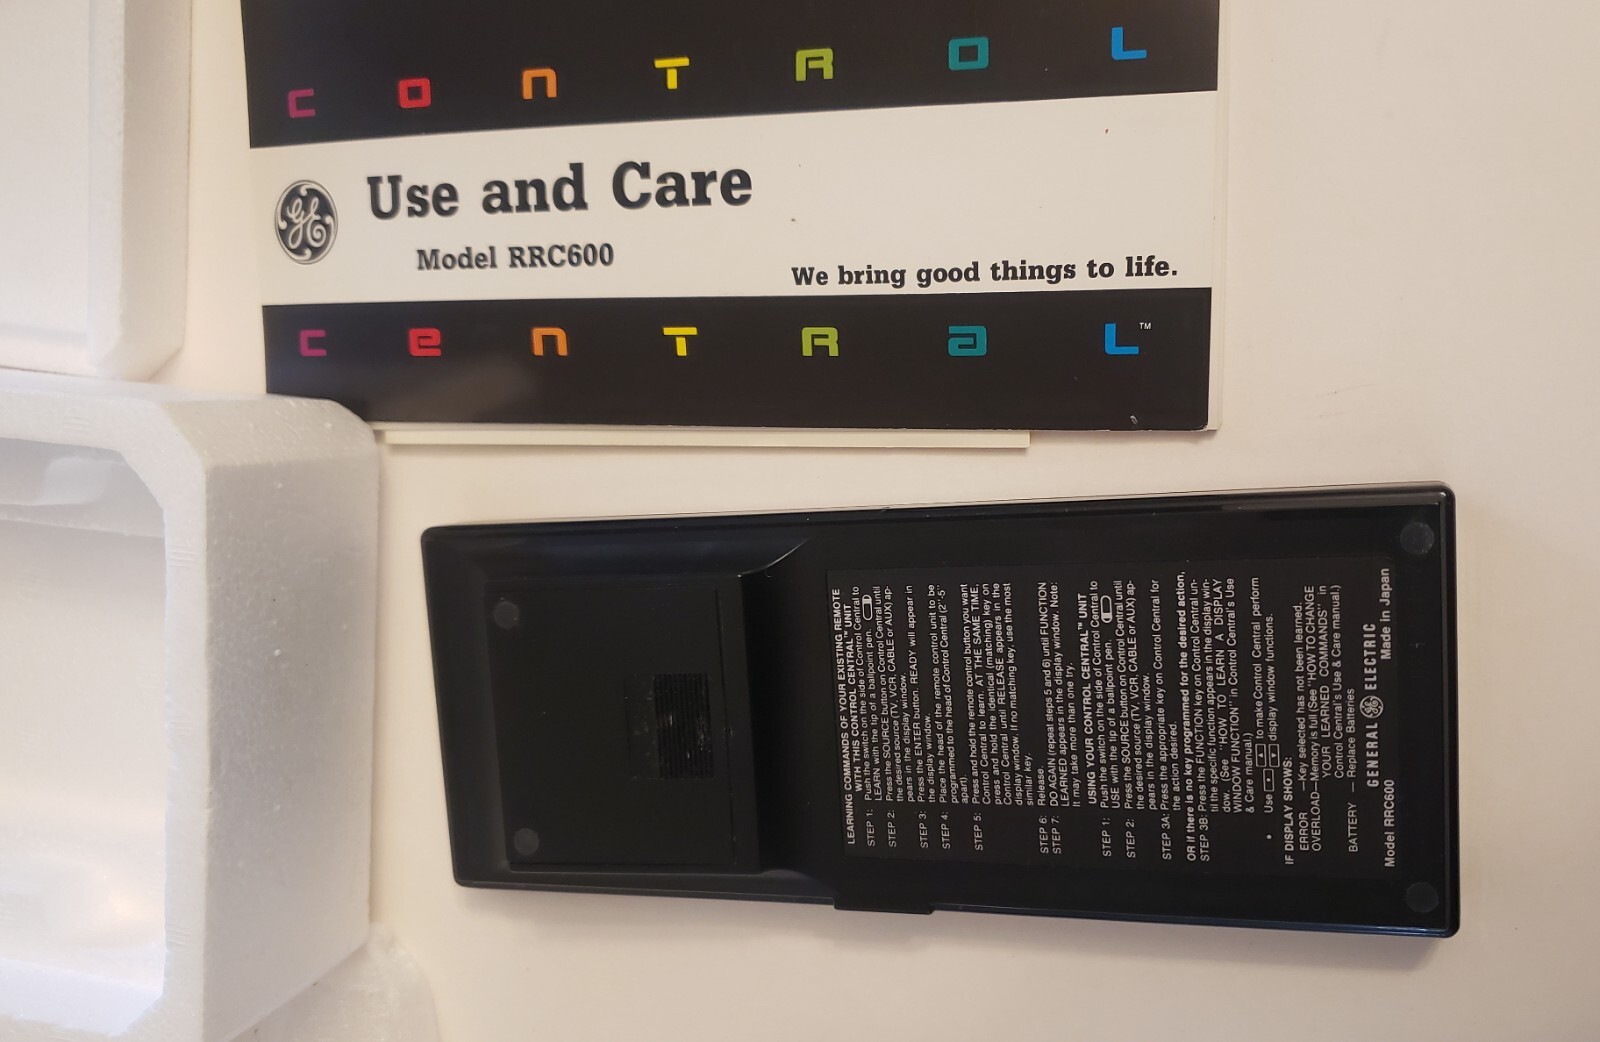 conTROL
GE
Use and Care
Model RRC600
We bring good things to life.
cenTRaL™
LEARNING COMMANDS OF YOUR EXISTING REMOTE
WITH THIS CONTROL CENTRAL™ UNIT
STEP 1: Push the switch on the side of Control Central to
LEARN with the tip of a ballpoint pen.
STEP 2: Press the SOURCE button on Control Central until
the desired source (TV, VCR, CABLE or AUX) ap-
pears in the display window.
STEP 3: Press the ENTER button. READY will appear in
the display window.
STEP 4: Place the head of the remote control unit to be
programmed to the head of Control Central (2"-5"
apart).
STEP 5: Press and hold the remote control button you want
Control Central to learn. AT THE SAME TIME,
press and hold the identical (matching) key on
Control Central until RELEASE appears in the
display window. If no matching key, use the most
similar key.
STEP 6: Release.
STEP 7: DO AGAIN (repeat steps 5 and 6) until FUNCTION
LEARNED appears in the display window. Note:
It may take more than one try.
USING YOUR CONTROL CENTRAL™ UNIT
STEP 1: Push the switch on the side of Control Central to
USE with the tip of a ballpoint pen.
STEP 2: Press the SOURCE button on Control Central until
the desired source (TV, VCR, CABLE or AUX) ap-
pears in the display window.
STEP 3A: Press the appropriate key on Control Central for
the action desired.
OR if there is no key programmed for the desired action,
STEP 3B: Press the FUNCTION key on Control Central un-
til the specific function appears in the display win-
dow. (See "HOW TO LEARN A DISPLAY
WINDOW FUNCTION" in Control Central's Use
& Care manual.)
• Use to make Control Central perform
display window functions.
IF DISPLAY SHOWS:
ERROR —Key selected has not been learned.
OVERLOAD—Memory is full (See "HOW TO CHANGE
YOUR LEARNED COMMANDS" in
Control Central's Use & Care manual.)
BATTERY — Replace Batteries
GENERAL GE ELECTRIC
Model RRC600 Made in Japan